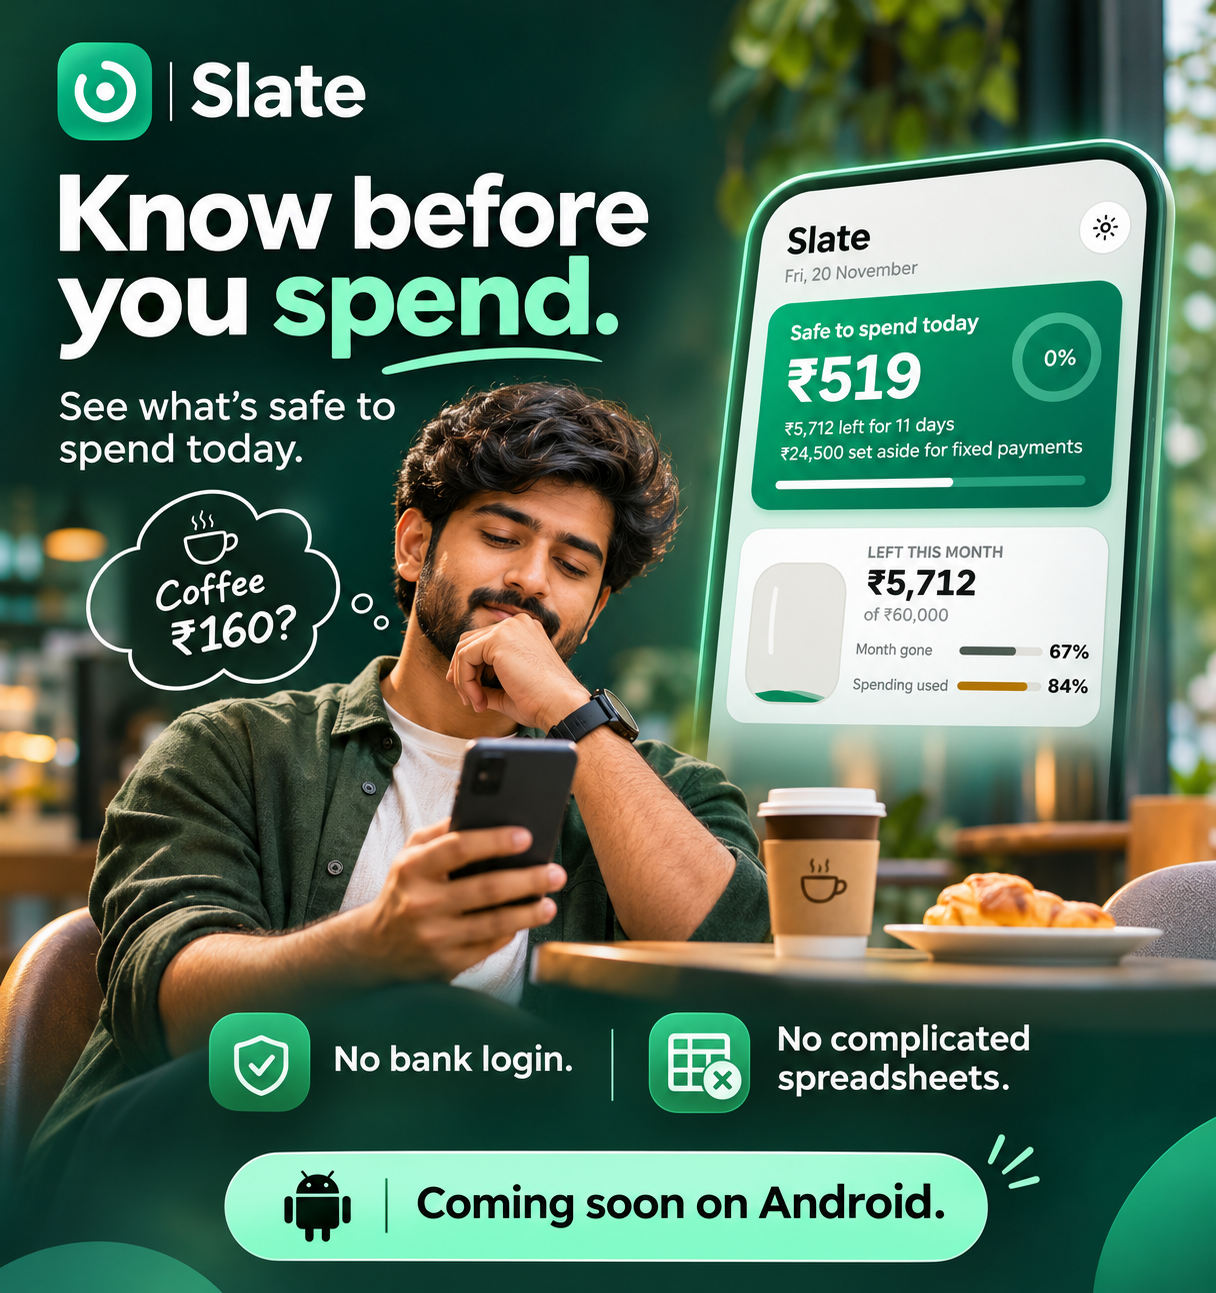 Slate
Know before
you spend.
See what's safe to
spend today.
Coffee
₹160?
Slate
Fri, 20 November
Safe to spend today
₹519
0%
₹5,712 left for 11 days
₹24,500 set aside for fixed payments
LEFT THIS MONTH
₹5,712
of ₹60,000
Month gone 67%
Spending used 84%
No bank login.
No complicated
spreadsheets.
Coming soon on Android.